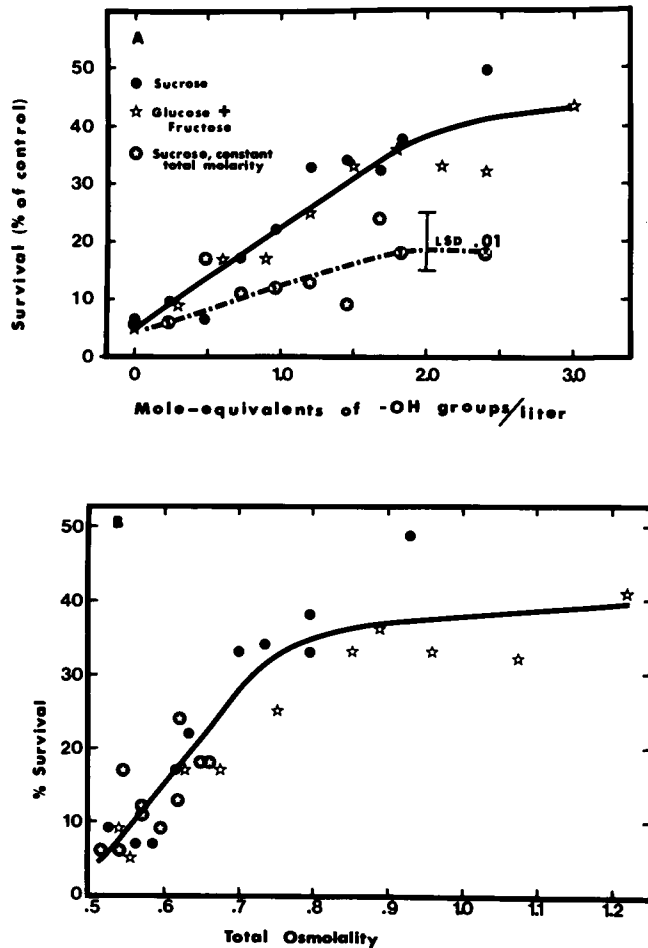 A
50
40
30
20
10
0
Survival (% of control)
Sucrose
Glucose +
Fructose
Sucrose, constant
total molarity
LSD .01
0
1.0
2.0
3.0
Mole-equivalents of -OH groups/liter
B
50
40
30
20
10
0
% Survival
.5
.6
.7
.8
.9
1.0
1.1
1.2
Total Osmolality